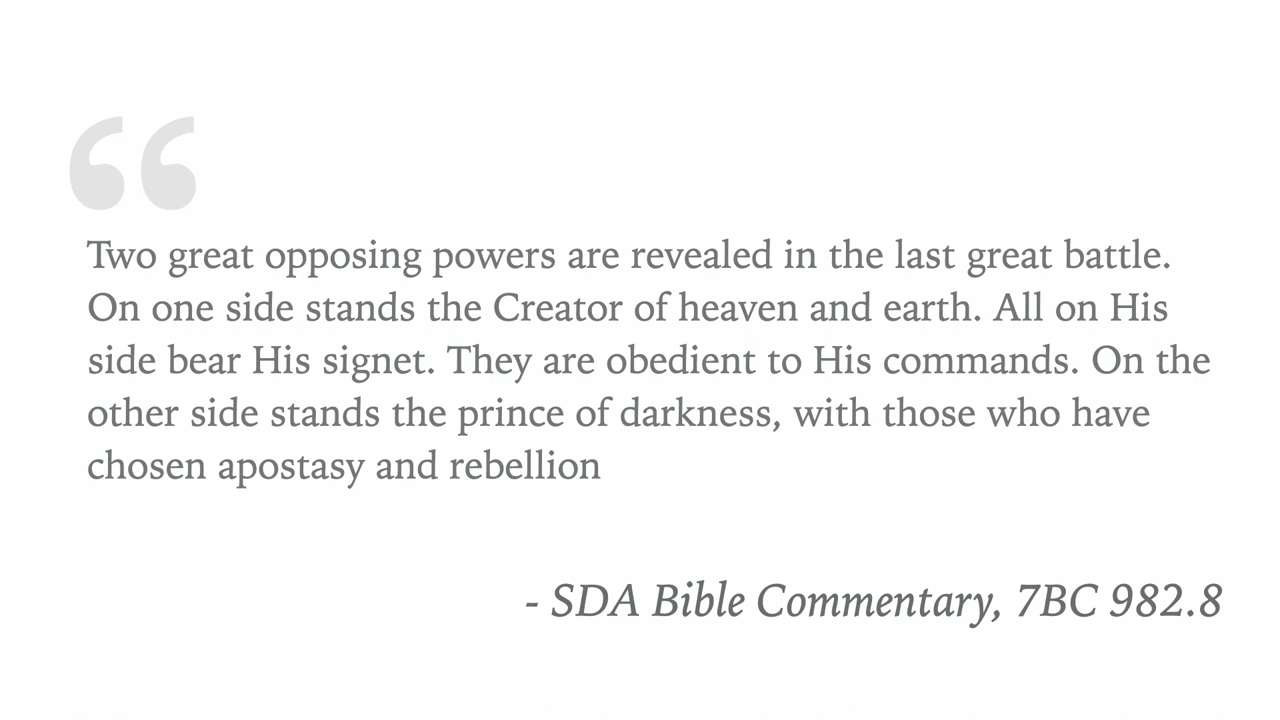 “
Two great opposing powers are revealed in the last great battle.
On one side stands the Creator of heaven and earth. All on His
side bear His signet. They are obedient to His commands. On the
other side stands the prince of darkness, with those who have
chosen apostasy and rebellion
- SDA Bible Commentary, 7BC 982.8